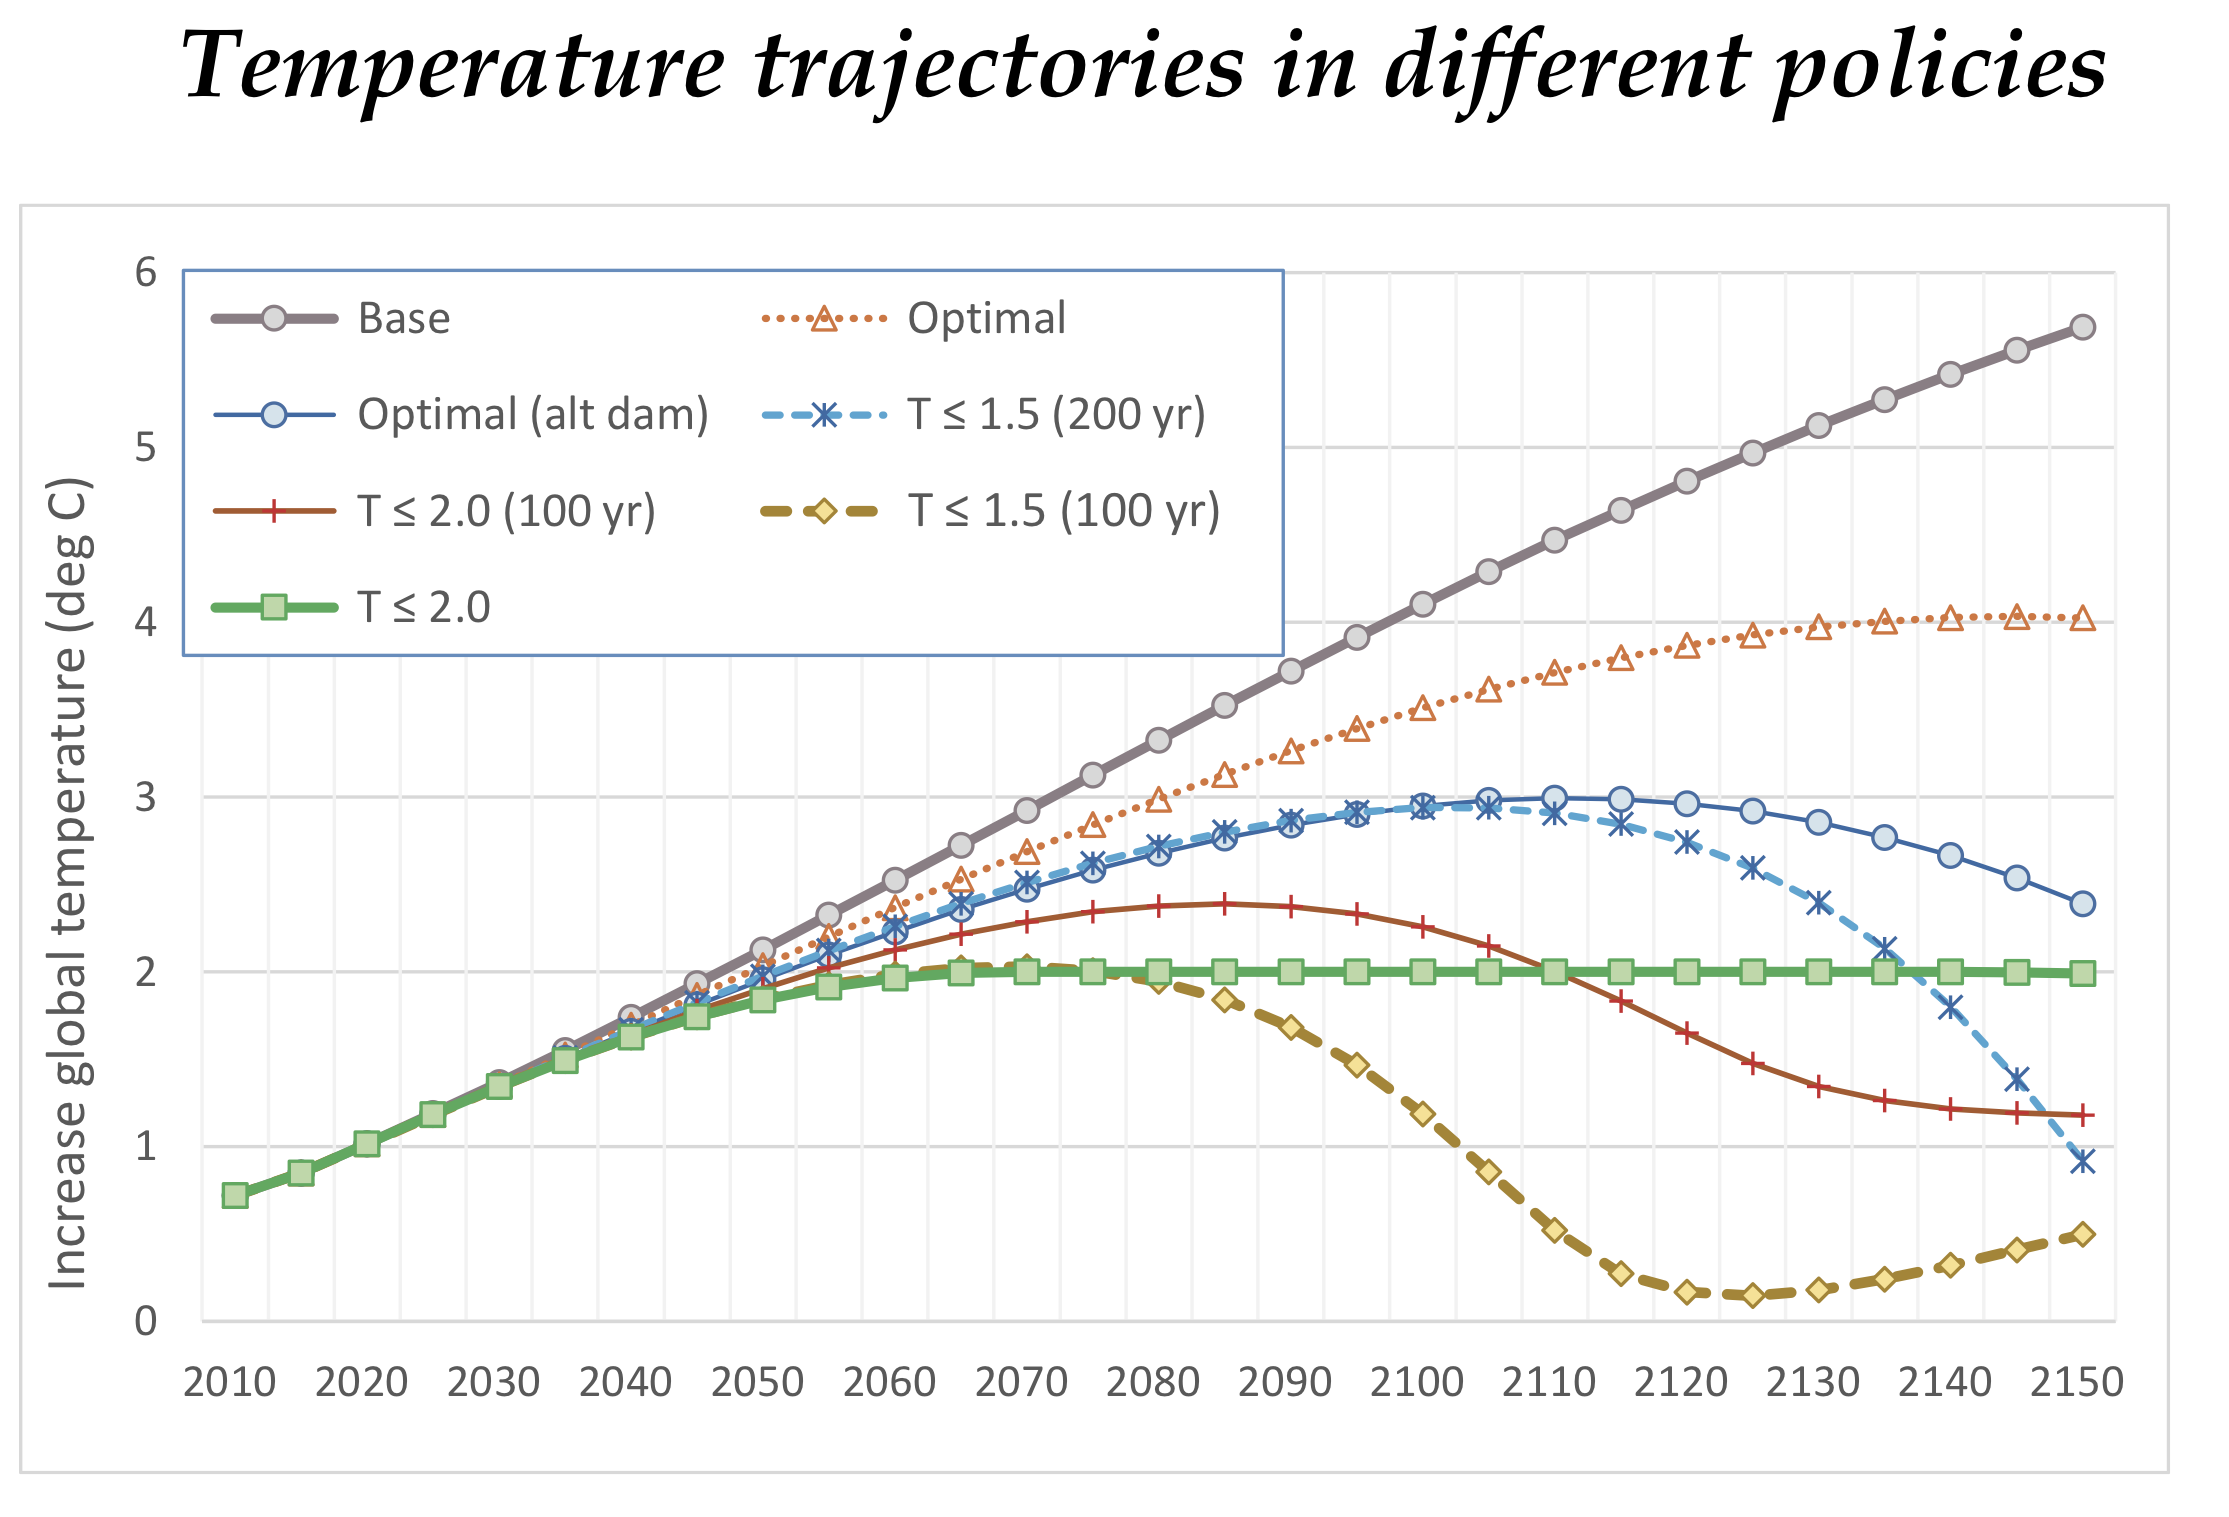 Temperature trajectories in different policies
Increase global temperature (deg C)
6
5
4
3
2
1
0
Base
Optimal
Optimal (alt dam)
T ≤ 1.5 (200 yr)
T ≤ 2.0 (100 yr)
T ≤ 1.5 (100 yr)
T ≤ 2.0
2010 2020 2030 2040 2050 2060 2070 2080 2090 2100 2110 2120 2130 2140 2150